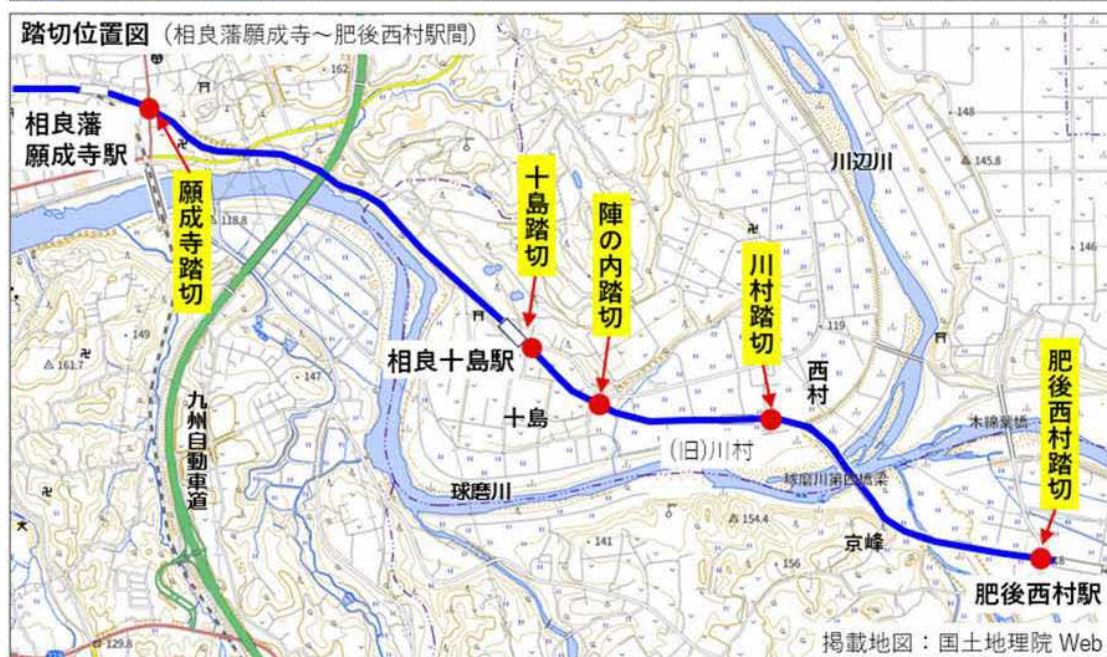 踏切位置図 (相良藩願成寺～肥後西村駅間)
162
相良藩
願成寺駅
願成寺踏切
118.8
十島踏切
陣の内踏切
川村踏切
川辺川
148
145.8
146
149
161.7
147
九州自動車道
相良十島駅
十島
119
西村
肥後西村踏切
(旧)川村
木綿葉橋
球磨川
球磨川第四橋梁
154.4
141
京峰
156
肥後西村駅
129.8
掲載地図：国土地理院 Web